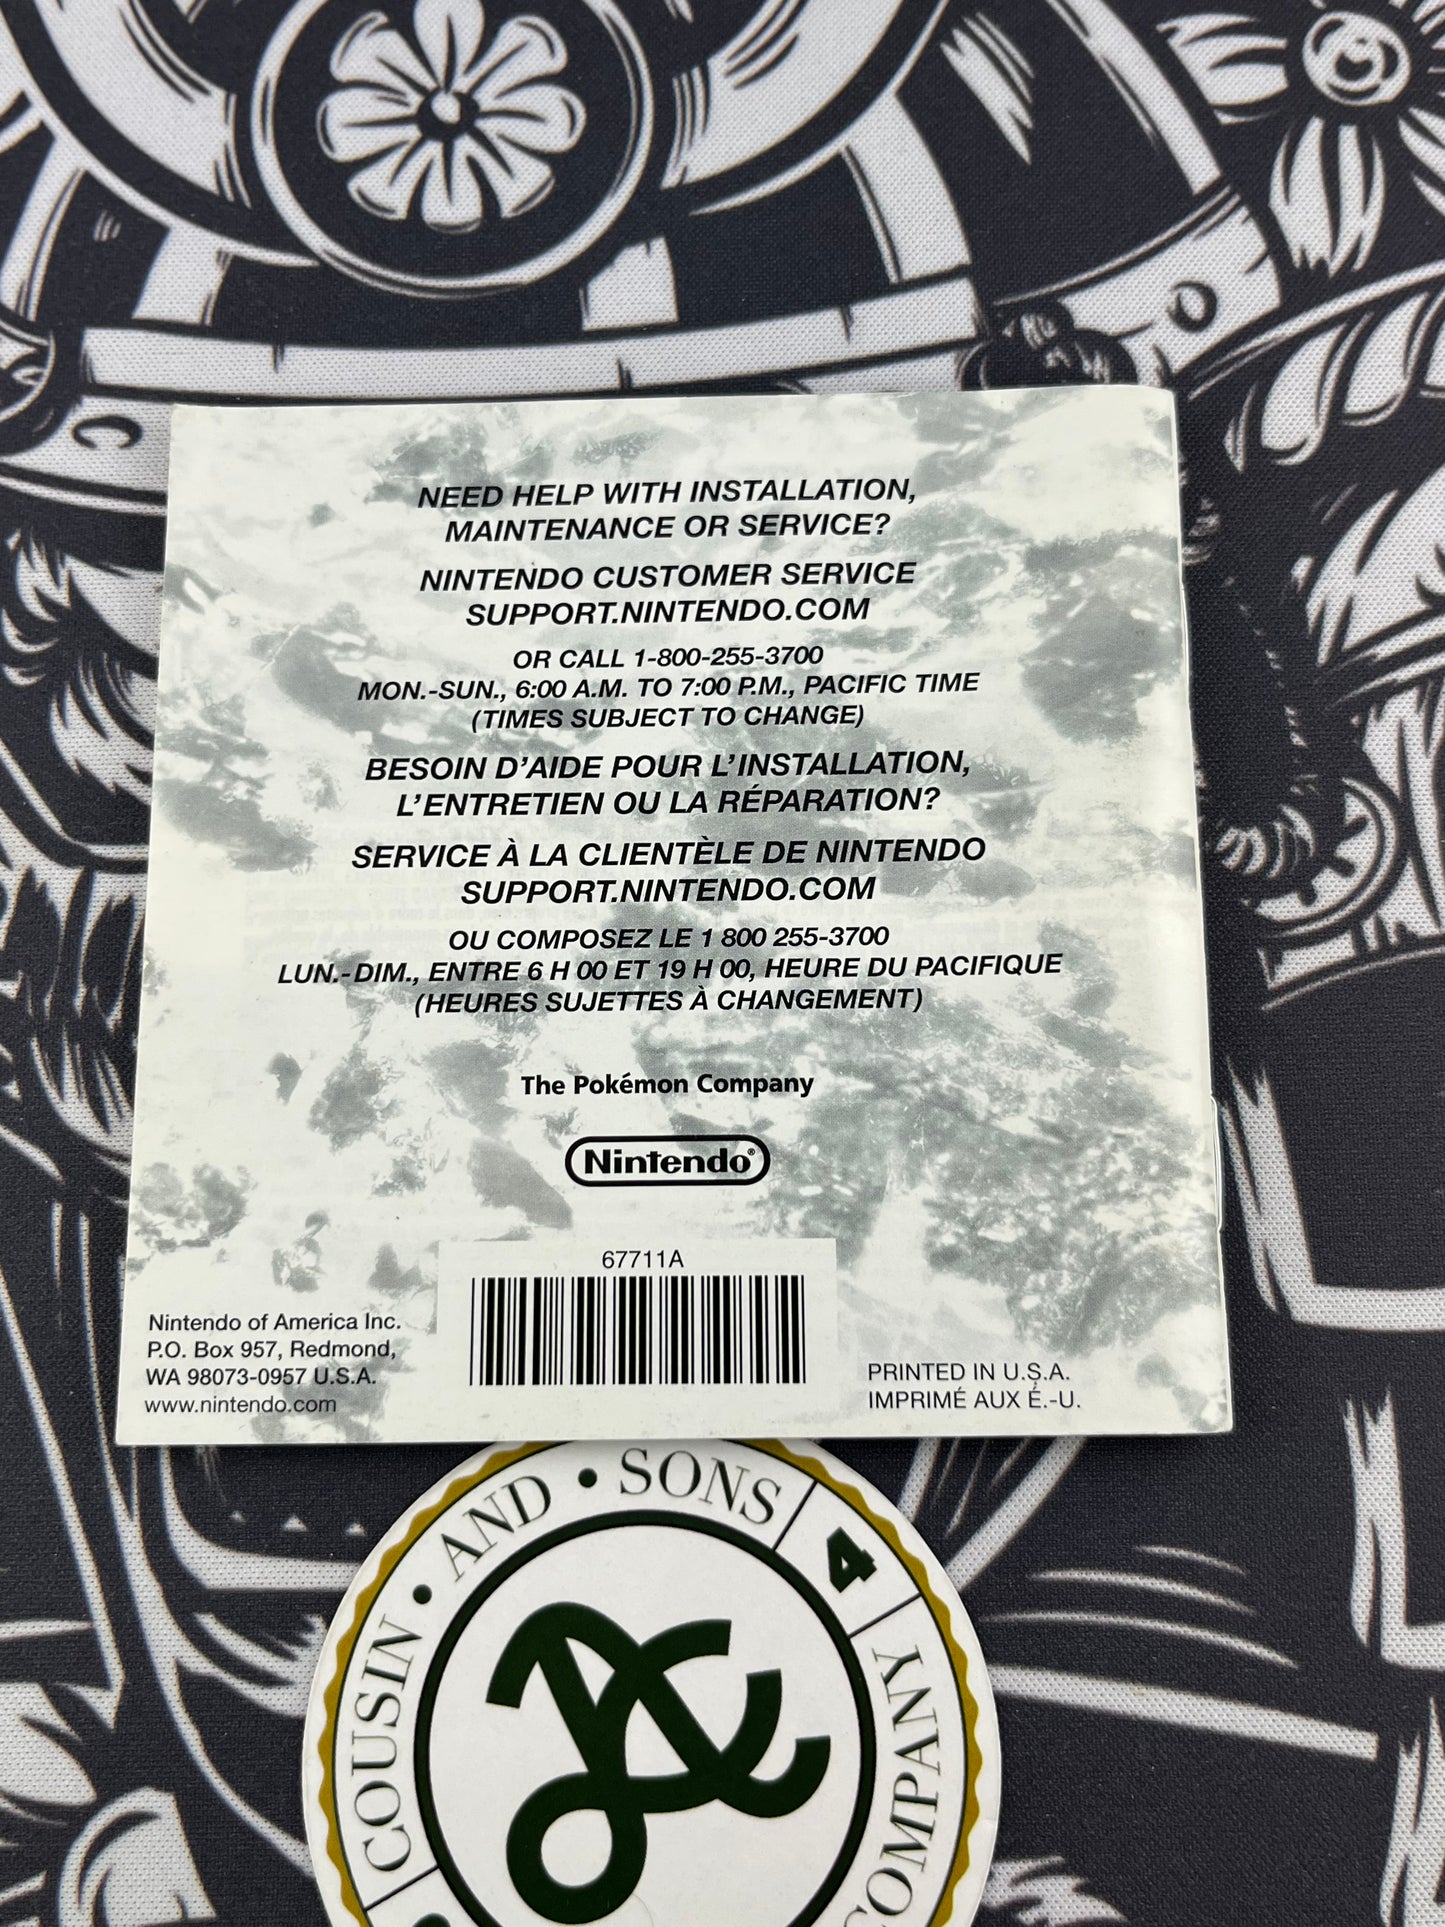 NEED HELP WITH INSTALLATION,
MAINTENANCE OR SERVICE?
NINTENDO CUSTOMER SERVICE
SUPPORT.NINTENDO.COM
OR CALL 1-800-255-3700
MON.-SUN., 6:00 A.M. TO 7:00 P.M., PACIFIC TIME
(TIMES SUBJECT TO CHANGE)
BESOIN D'AIDE POUR L'INSTALLATION,
L'ENTRETIEN OU LA RÉPARATION?
SERVICE À LA CLIENTÈLE DE NINTENDO
SUPPORT.NINTENDO.COM
OU COMPOSEZ LE 1 800 255-3700
LUN.-DIM., ENTRE 6 H 00 ET 19 H 00, HEURE DU PACIFIQUE
(HEURES SUJETTES À CHANGEMENT)
The Pokémon Company
Nintendo®
67711A
Nintendo of America Inc.
P.O. Box 957, Redmond,
WA 98073-0957 U.S.A.
www.nintendo.com
PRINTED IN U.S.A.
IMPRIMÉ AUX É.-U.
COUSIN • AND • SONS
4
COMPANY